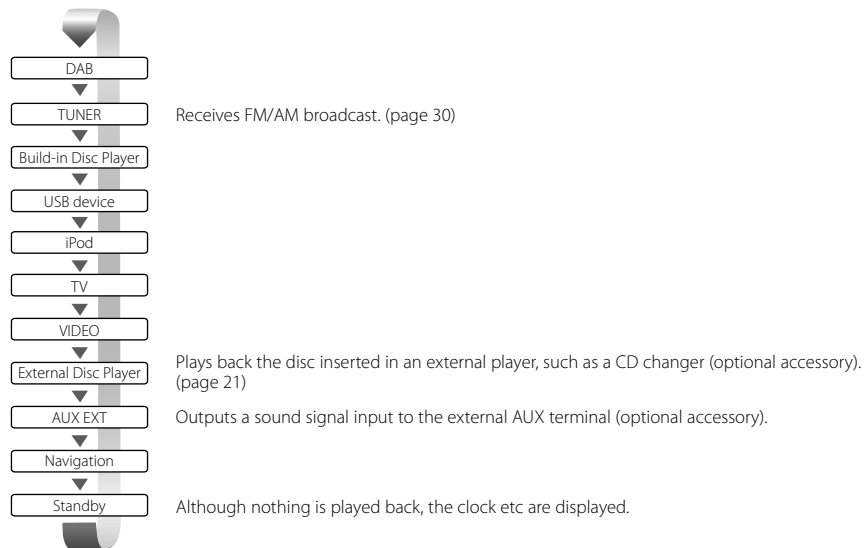 DAB
TUNER
Receives FM/AM broadcast. (page 30)
Build-in Disc Player
USB device
iPod
TV
VIDEO
External Disc Player
Plays back the disc inserted in an external player, such as a CD changer (optional accessory).
(page 21)
AUX EXT
Outputs a sound signal input to the external AUX terminal (optional accessory).
Navigation
Standby
Although nothing is played back, the clock etc are displayed.